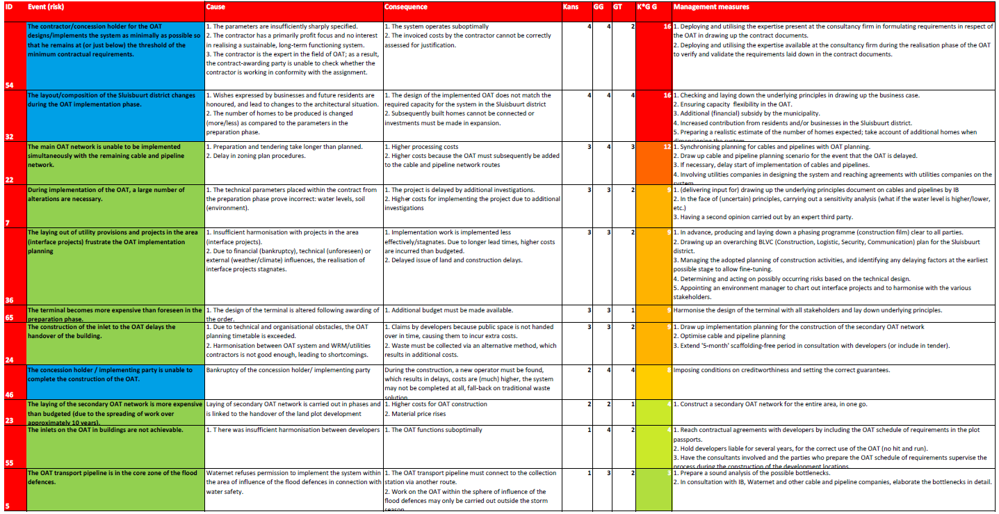 ID Event (risk) Cause Consequence Kans GG GT K*G G Management measures
The contractor/concession holder for the OAT
designs/implements the system as minimally as possible so
that he remains at (or just below) the threshold of the
minimum contractual requirements.
1. The parameters are insufficiently sharply specified.
2. The contractor has a primarily profit focus and no interest
in realising a sustainable, long-term functioning system.
3. The contractor is the expert in the field of OAT; as a result,
the contract-awarding party is unable to check whether the
contractor is working in conformity with the assignment.
1. The system operates suboptimally
2. The invoiced costs by the contractor cannot be correctly
assessed for justification.
4 4 2 16
1. Deploying and utilising the expertise present at the consultancy firm in formulating requirements in respect of
the OAT in drawing up the contract documents.
2. Deploying and utilising the expertise available at the consultancy firm during the realisation phase of the OAT
to verify and validate the requirements laid down in the contract documents.
54
The layout/composition of the Sluisbuurt district changes
during the OAT implementation phase.
1. Wishes expressed by businesses and future residents are
honoured, and lead to changes to the architectural situation.
2. The number of homes to be produced is changed
(more/less) as compared to the parameters in the
preparation phase.
1. The design of the implemented OAT does not match the
required capacity for the system in the Sluisbuurt district
2. Subsequently built homes cannot be connected or
investments must be made in expansion.
4 4 4 16
1. Checking and laying down the underlying principles in drawing up the business case.
2. Ensuring capacity  flexibility in the OAT.
3. Additional (financial) subsidy by the municipality.
4. Increased contribution from residents and/or businesses in the Sluisbuurt district.
5. Preparing a realistic estimate of the number of homes expected; take account of additional homes when
dimensioning the system
32
The main OAT network is unable to be implemented
simultaneously with the remaining cable and pipeline
network.
1. Preparation and tendering take longer than planned.
2. Delay in zoning plan procedures.
1. Higher processing costs
2. Higher costs because the OAT must subsequently be added
to the cable and pipeline network routes
3 4 3 12
1. Synchronising planning for cables and pipelines with OAT planning.
2. Draw up cable and pipeline planning scenario for the event that the OAT is delayed.
3. If necessary, delay start of implementation of cables and pipelines.
4. Involving utilities companies in designing the system and reaching agreements with utilities companies on the
system
22
During implementation of the OAT, a large number of
alterations are necessary.
1. The technical parameters placed within the contract from
the preparation phase prove incorrect: water levels, soil
(environment).
1. The project is delayed by additional investigations.
2. Higher costs for implementing the project due to additional
investigations
3 3 2 9
1. (delivering input for) drawing up the underlying principles document on cables and pipelines by IB
2. In the face of (uncertain) principles, carrying out a sensitivity analysis (what if the water level is higher/lower,
etc.)
3. Having a second opinion carried out by an expert third party.
7
The laying out of utility provisions and projects in the area
(interface projects) frustrate the OAT implementation
planning
1. Insufficient harmonisation with projects in the area
(interface projects).
2. Due to financial (bankruptcy), technical (unforeseen) or
external (weather/climate) influences, the realisation of
interface projects stagnates.
1. Implementation work is implemented less
effectively/stagnates. Due to longer lead times, higher costs
are incurred than budgeted.
2. Delayed issue of land and construction delays.
3 3 2 9
1. In advance, producing and laying down a phasing programme (construction film) clear to all parties.
2. Drawing up an overarching BLVC (Construction, Logistic, Security, Communication) plan for the Sluisbuurt
district.
3. Managing the adopted planning of construction activities, and identifying any delaying factors at the earliest
possible stage to allow fine-tuning.
4. Determining and acting on possibly occurring risks based on the technical design.
5. Appointing an environment manager to chart out interface projects and to harmonise with the various
stakeholders.
36
The terminal becomes more expensive than foreseen in the
preparation phase.
1. The design of the terminal is altered following awarding of
the order.
1. Additional budget must be made available.
3 3 1 9
Harmonise the design of the terminal with all stakeholders and lay down underlying principles.
65
The construction of the inlet to the OAT delays the
handover of the building.
1. Due to technical and organisational obstacles, the OAT
planning timetable is exceeded.
2. Harmonisation between OAT system and WRM/utilities
contractors is not good enough, leading to shortcomings.
1. Claims by developers because public space is not handed
over in time, causing them to incur extra costs.
2. Waste must be collected via an alternative method, which
results in additional costs.
3 3 2 9
1. Draw up implementation planning for the construction of the secondary OAT network
2. Optimise cable and pipeline planning
3. Extend '5-month' scaffolding-free period in consultation with developers (or include in tender).
24
The concession holder / implementing party is unable to
complete the construction of the OAT.
Bankruptcy of the concession holder/ implementing party
During the construction, a new operator must be found,
which results in delays, costs are (much) higher, the system
may not be completed at all, fall-back on traditional waste
solution
2 4 4 8
Imposing conditions on creditworthiness and setting the correct guarantees.
46
The laying of the secondary OAT network is more expensive
than budgeted (due to the spreading of work over
approximately 10 years).
Laying of secondary OAT network is carried out in phases and
is linked to the handover of the land plot development
1. Higher costs for OAT construction
2. Material price rises
2 2 1 4
1. Construct a secondary OAT network for the entire area, in one go.
23
The inlets on the OAT in buildings are not achievable.
1. T here was insufficient harmonisation between developers
1. The OAT functions suboptimally
1 4 2 4
1. Reach contractual agreements with developers by including the OAT schedule of requirements in the plot
passports.
2. Hold developers liable for several years, for the correct use of the OAT (no hit and run).
3. Have the consultants involved and the parties who prepare the OAT schedule of requirements supervise the
process during the construction of the development locations
55
The OAT transport pipeline is in the core zone of the flood
defences.
Waternet refuses permission to implement the system within
the area of influence of the flood defences in connection with
water safety.
1. The OAT transport pipeline must connect to the collection
station via another route.
2. Work on the OAT within the sphere of influence of the
flood defences may only be carried out outside the storm
season
1 3 2 3
1. Prepare a sound analysis of the possible bottlenecks.
2. In consultation with IB, Waternet and other cable and pipeline companies, elaborate the bottlenecks in detail.
5